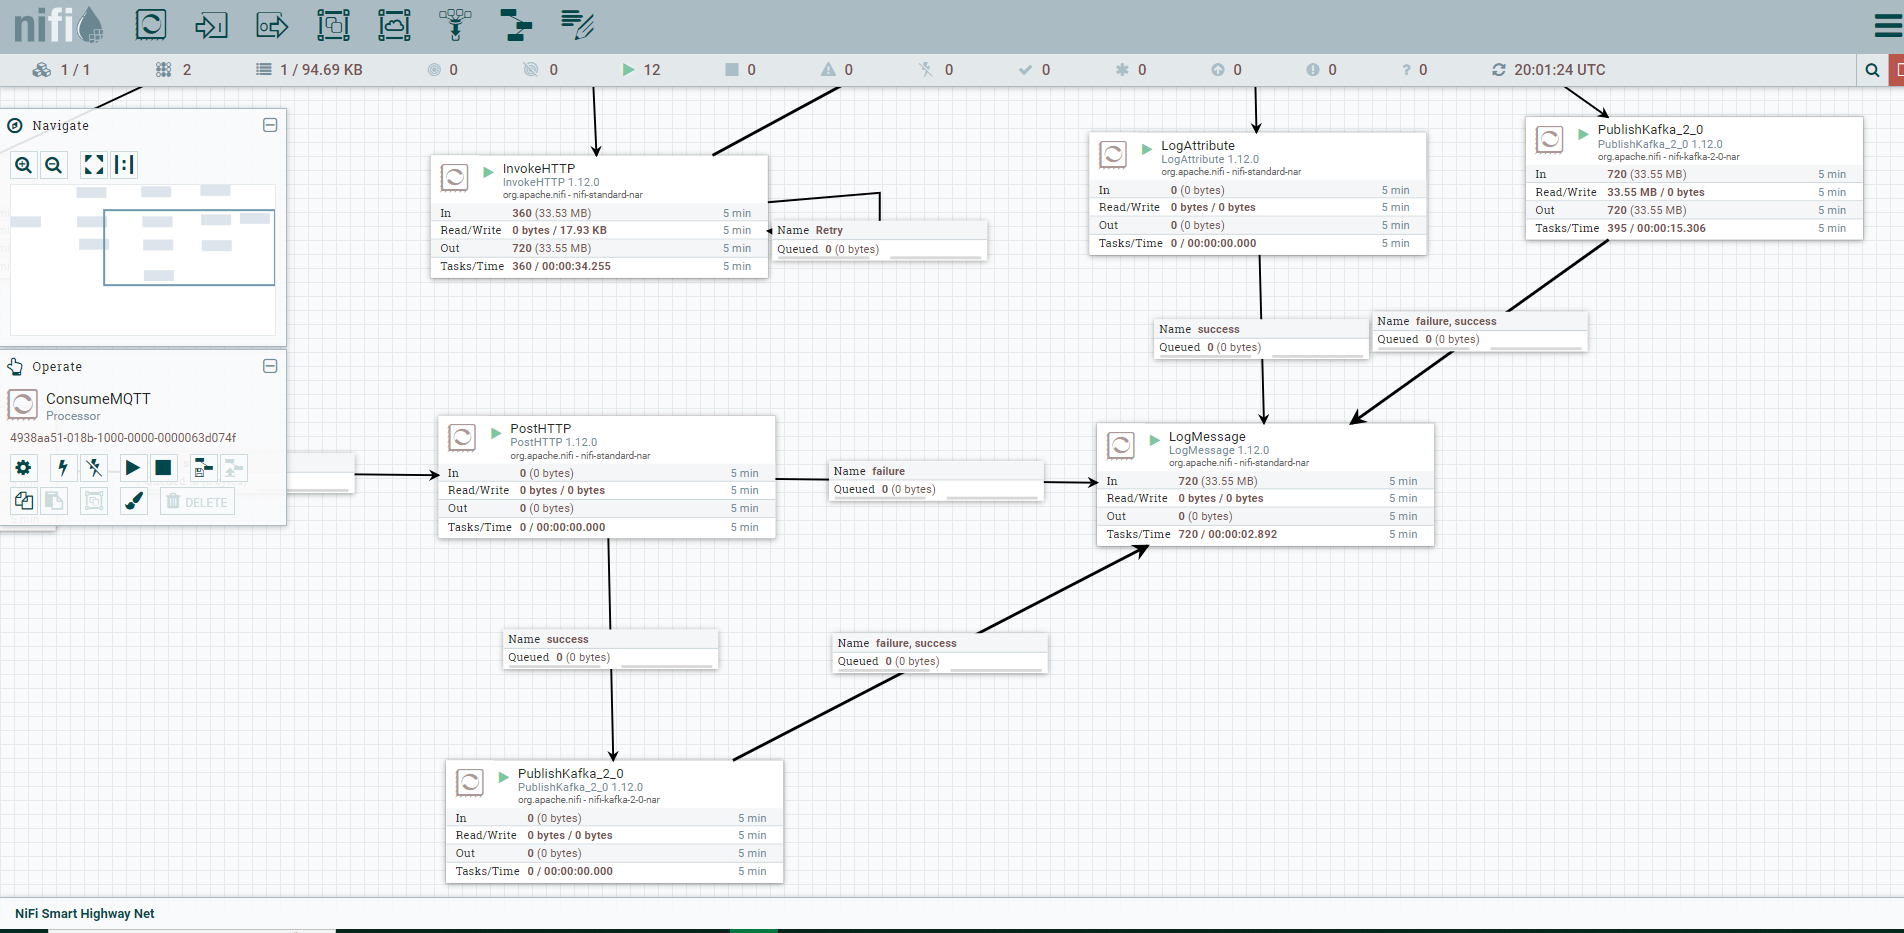 nifi
1 / 1
2
1 / 94.69 KB
0
0
12
0
0
0
0
0
0
0
? 0
20:01:24 UTC
Navigate
InvokeHTTP
InvokeHTTP 1.12.0
org.apache.nifi - nifi-standard-nar
In 360 (33.53 MB) 5 min
Read/Write 0 bytes / 17.93 KB 5 min
Out 720 (33.55 MB) 5 min
Tasks/Time 360 / 00:00:34.255 5 min
Name Retry
Queued 0 (0 bytes)
LogAttribute
LogAttribute 1.12.0
org.apache.nifi - nifi-standard-nar
In 0 (0 bytes) 5 min
Read/Write 0 bytes / 0 bytes 5 min
Out 0 (0 bytes) 5 min
Tasks/Time 0 / 00:00:00.000 5 min
PublishKafka_2_0
PublishKafka_2_0 1.12.0
org.apache.nifi - nifi-kafka-2-0-nar
In 720 (33.55 MB) 5 min
Read/Write 33.55 MB / 0 bytes 5 min
Out 720 (33.55 MB) 5 min
Tasks/Time 395 / 00:00:15.306 5 min
Name success
Queued 0 (0 bytes)
Name failure, success
Queued 0 (0 bytes)
Operate
ConsumeMQTT
Processor
4938aa51-018b-1000-0000-0000063d074f
DELETE
5 min
PostHTTP
PostHTTP 1.12.0
org.apache.nifi - nifi-standard-nar
In 0 (0 bytes) 5 min
Read/Write 0 bytes / 0 bytes 5 min
Out 0 (0 bytes) 5 min
Tasks/Time 0 / 00:00:00.000 5 min
Name failure
Queued 0 (0 bytes)
LogMessage
LogMessage 1.12.0
org.apache.nifi - nifi-standard-nar
In 720 (33.55 MB) 5 min
Read/Write 0 bytes / 0 bytes 5 min
Out 0 (0 bytes) 5 min
Tasks/Time 720 / 00:00:02.892 5 min
Name success
Queued 0 (0 bytes)
Name failure, success
Queued 0 (0 bytes)
PublishKafka_2_0
PublishKafka_2_0 1.12.0
org.apache.nifi - nifi-kafka-2-0-nar
In 0 (0 bytes) 5 min
Read/Write 0 bytes / 0 bytes 5 min
Out 0 (0 bytes) 5 min
Tasks/Time 0 / 00:00:00.000 5 min
NiFi Smart Highway Net